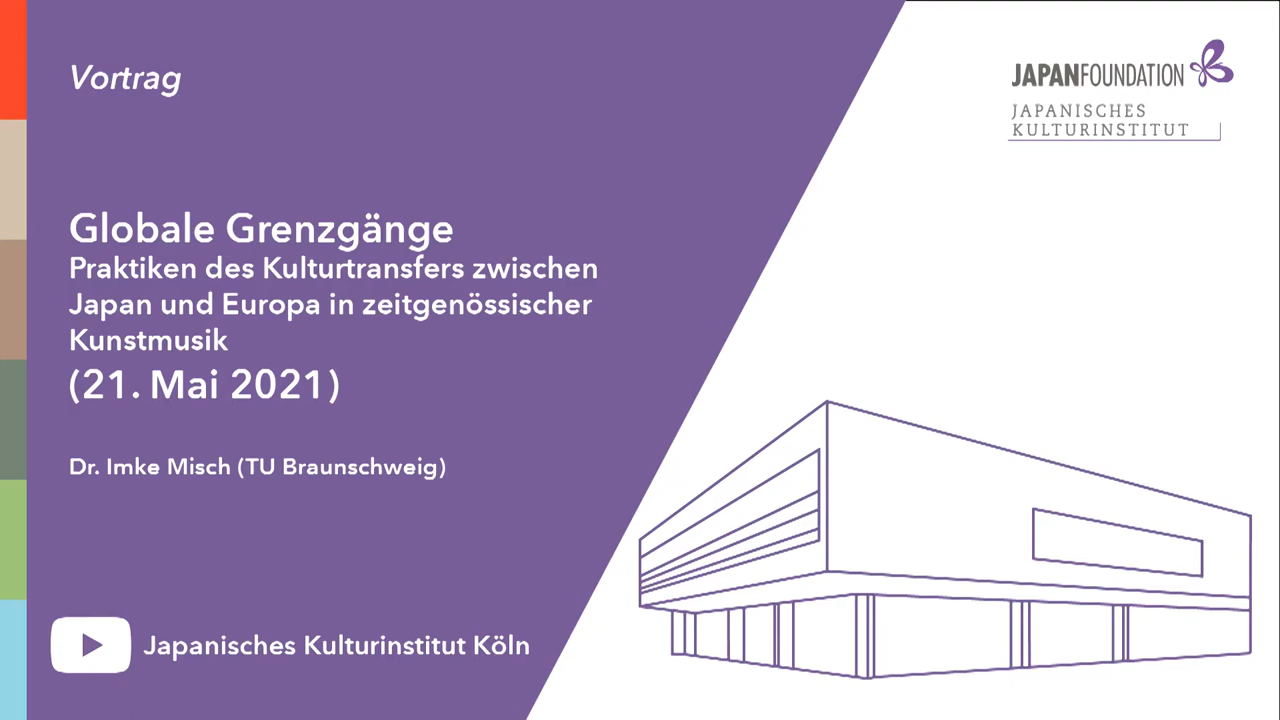 Vortrag
JAPANFOUNDATION
JAPANISCHES
KULTURINSTITUT
Globale Grenzgänge
Praktiken des Kulturtransfers zwischen
Japan und Europa in zeitgenössischer
Kunstmusik
(21. Mai 2021)
Dr. Imke Misch (TU Braunschweig)
Japanisches Kulturinstitut Köln